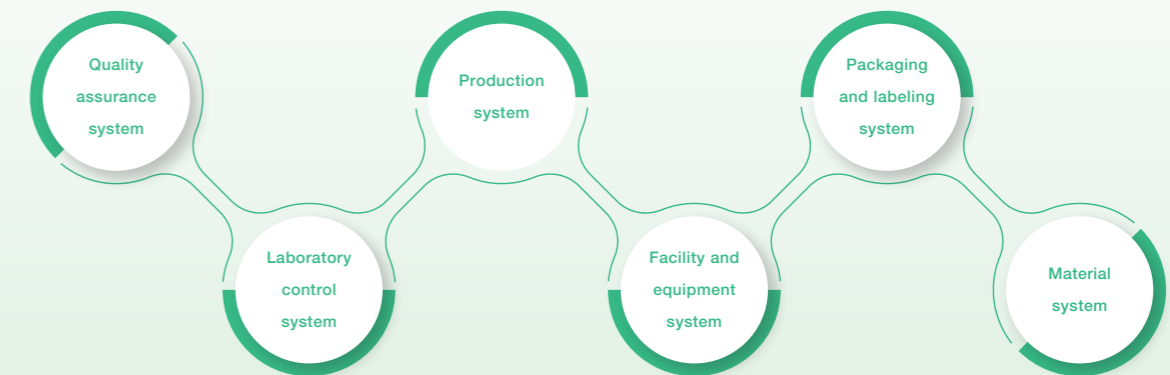 Quality
assurance
system
Laboratory
control
system
Production
system
Facility and
equipment
system
Packaging
and labeling
system
Material
system